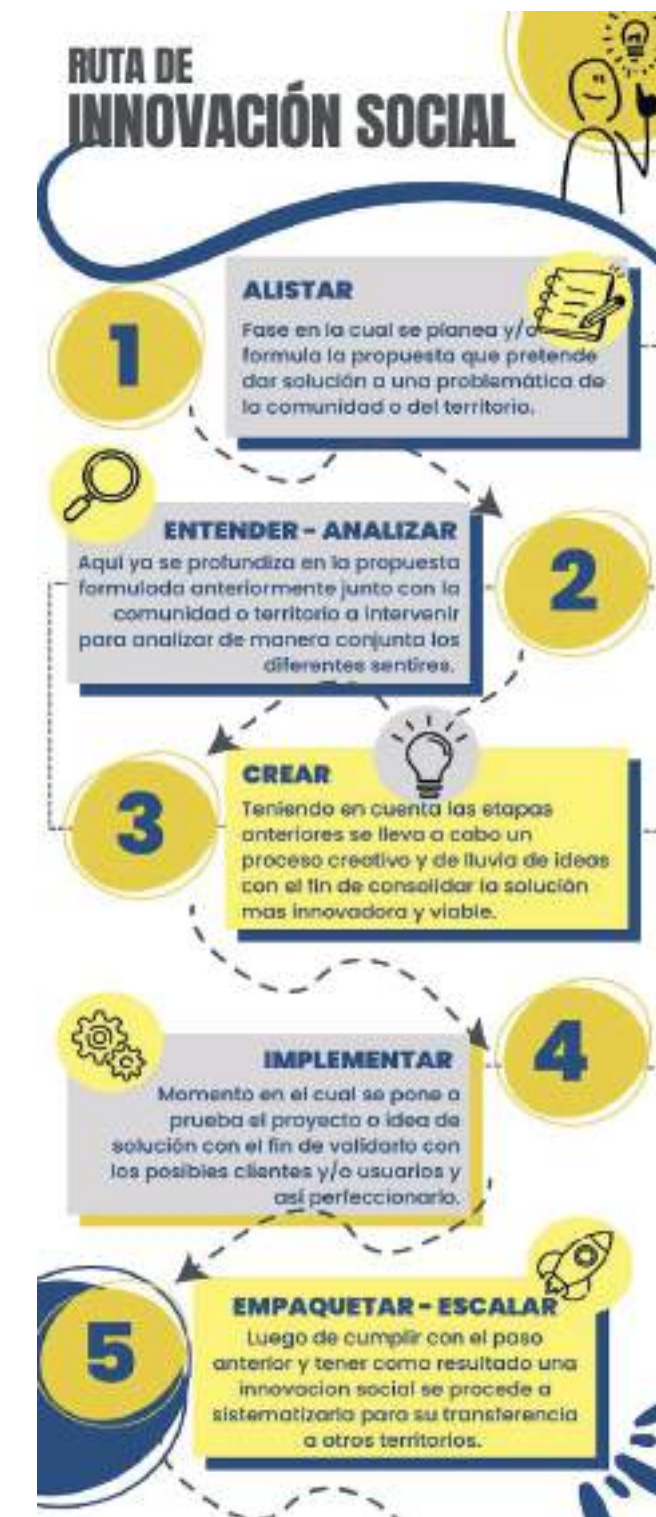 RUTA DE
INNOVACIÓN SOCIAL
1
ALISTAR
Fase en la cual se planea y/o
formula la propuesta que pretende
dar solución a una problemática de
la comunidad o del territorio.
ENTENDER - ANALIZAR
Aquí ya se profundiza en la propuesta
formulada anteriormente junto con la
comunidad o territorio a intervenir
para analizar de manera conjunta los
diferentes sentires.
2
3
CREAR
Teniendo en cuenta las etapas
anteriores se lleva a cabo un
proceso creativo y de lluvia de ideas
con el fin de consolidar la solución
mas innovadora y viable.
4
IMPLEMENTAR
Momento en el cual se pone a
prueba el proyecto o idea de
solución con el fin de validarlo con
los posibles clientes y/o usuarios y
así perfeccionarlo.
5
EMPAQUETAR - ESCALAR
Luego de cumplir con el paso
anterior y tener como resultado una
innovacion social se procede a
sistematizarla para su transferencia
a otros territorios.